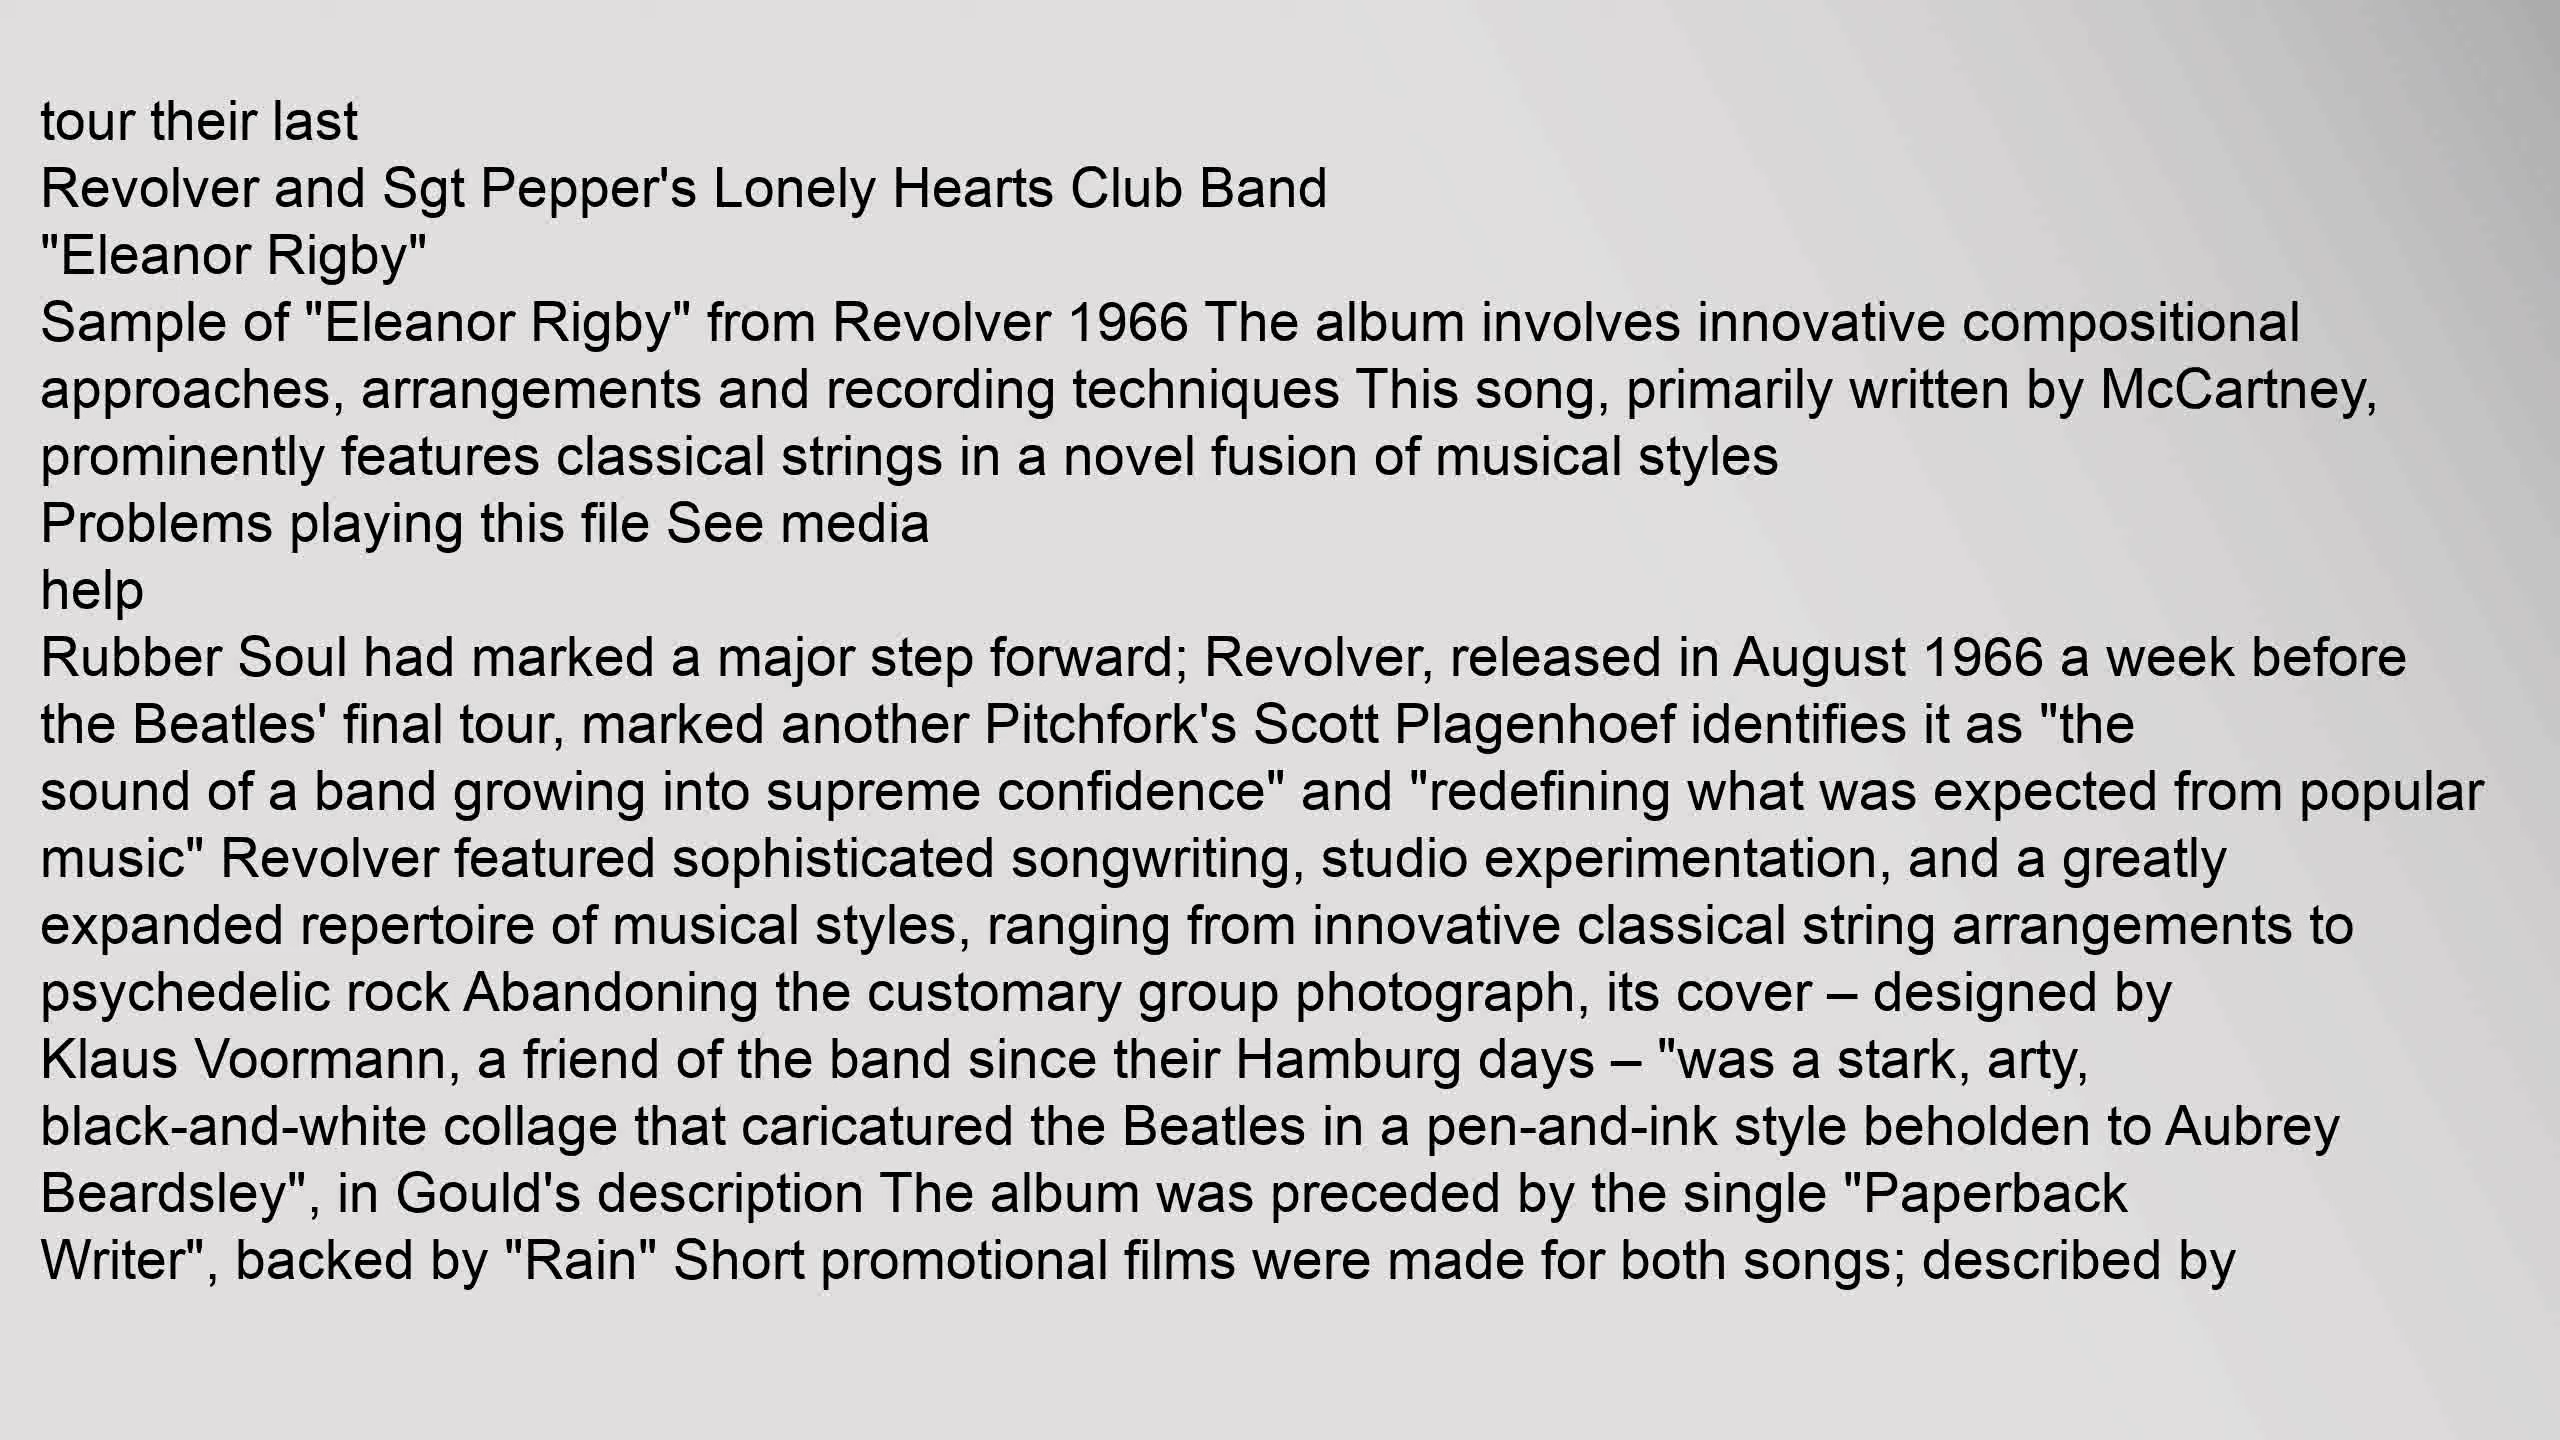 tour their last
Revolver and Sgt Pepper's Lonely Hearts Club Band
"Eleanor Rigby"
Sample of "Eleanor Rigby" from Revolver 1966 The album involves innovative compositional
approaches, arrangements and recording techniques This song, primarily written by McCartney,
prominently features classical strings in a novel fusion of musical styles
Problems playing this file See media
help
Rubber Soul had marked a major step forward; Revolver, released in August 1966 a week before
the Beatles' final tour, marked another Pitchfork's Scott Plagenhoef identifies it as "the
sound of a band growing into supreme confidence" and "redefining what was expected from popular
music" Revolver featured sophisticated songwriting, studio experimentation, and a greatly
expanded repertoire of musical styles, ranging from innovative classical string arrangements to
psychedelic rock Abandoning the customary group photograph, its cover – designed by
Klaus Voormann, a friend of the band since their Hamburg days – "was a stark, arty,
black-and-white collage that caricatured the Beatles in a pen-and-ink style beholden to Aubrey
Beardsley", in Gould's description The album was preceded by the single "Paperback
Writer", backed by "Rain" Short promotional films were made for both songs; described by